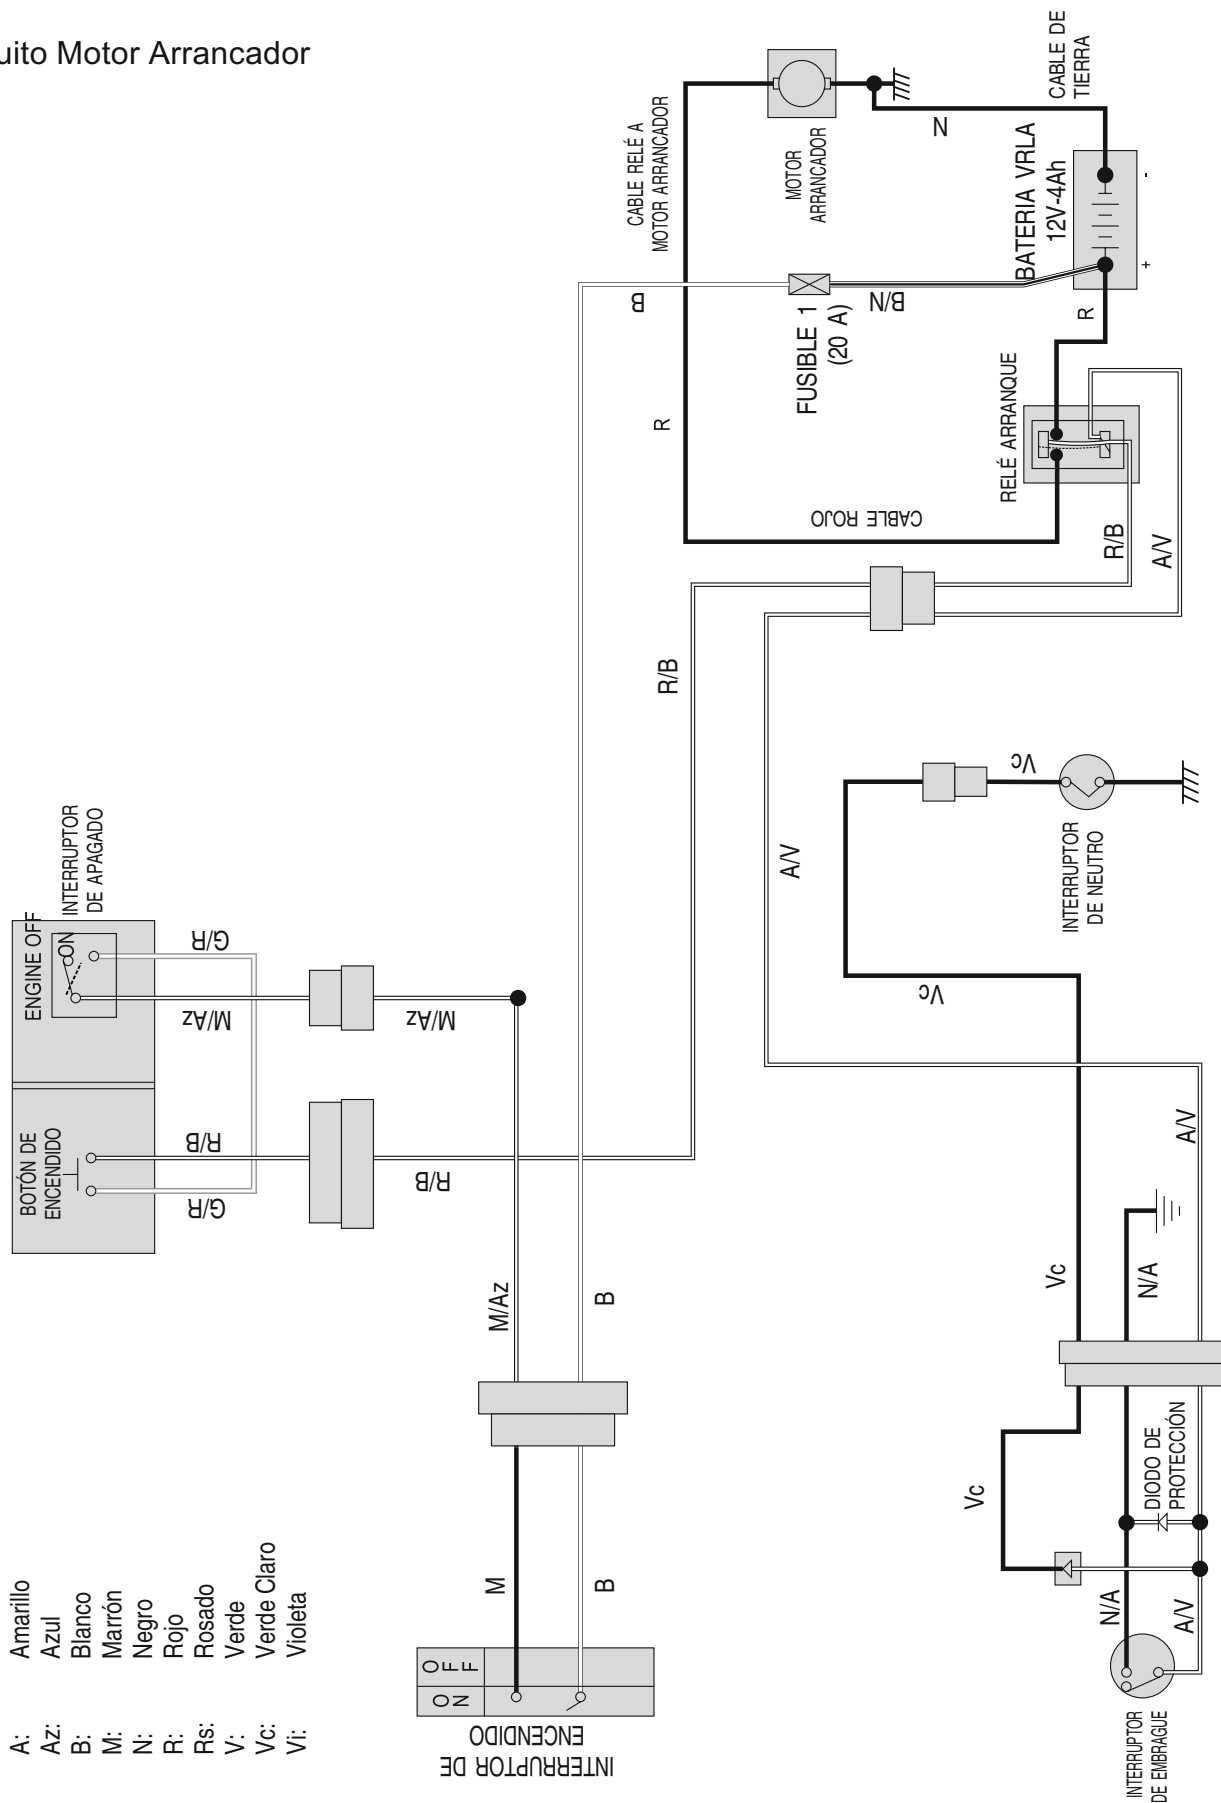 uito Motor Arrancador
CABLE DE
TIERRA
CABLE RELÉ A
MOTOR ARRANCADOR
MOTOR
ARRANCADOR
N
BATERIA VRLA
12V-4Ah
-
+
B
FUSIBLE 1
(20 A)
B/N
R
R
RELÉ ARRANQUE
CABLE ROJO
R/B
A/V
R/B
A/V
Vc
INTERRUPTOR
DE NEUTRO
Vc
ENGINE OFF
ON
INTERRUPTOR
DE APAGADO
G/R
M/Az
M/Az
BOTÓN DE
ENCENDIDO
R/B
G/R
R/B
M/Az
B
Vc
N/A
A/V
M
B
ON
OFF
INTERRUPTOR DE
ENCENDIDO
Vc
DIODO DE
PROTECCIÓN
N/A
A/V
INTERRUPTOR
DE EMBRAGUE
A: Amarillo
Az: Azul
B: Blanco
M: Marrón
N: Negro
R: Rojo
Rs: Rosado
V: Verde
Vc: Verde Claro
Vi: Violeta